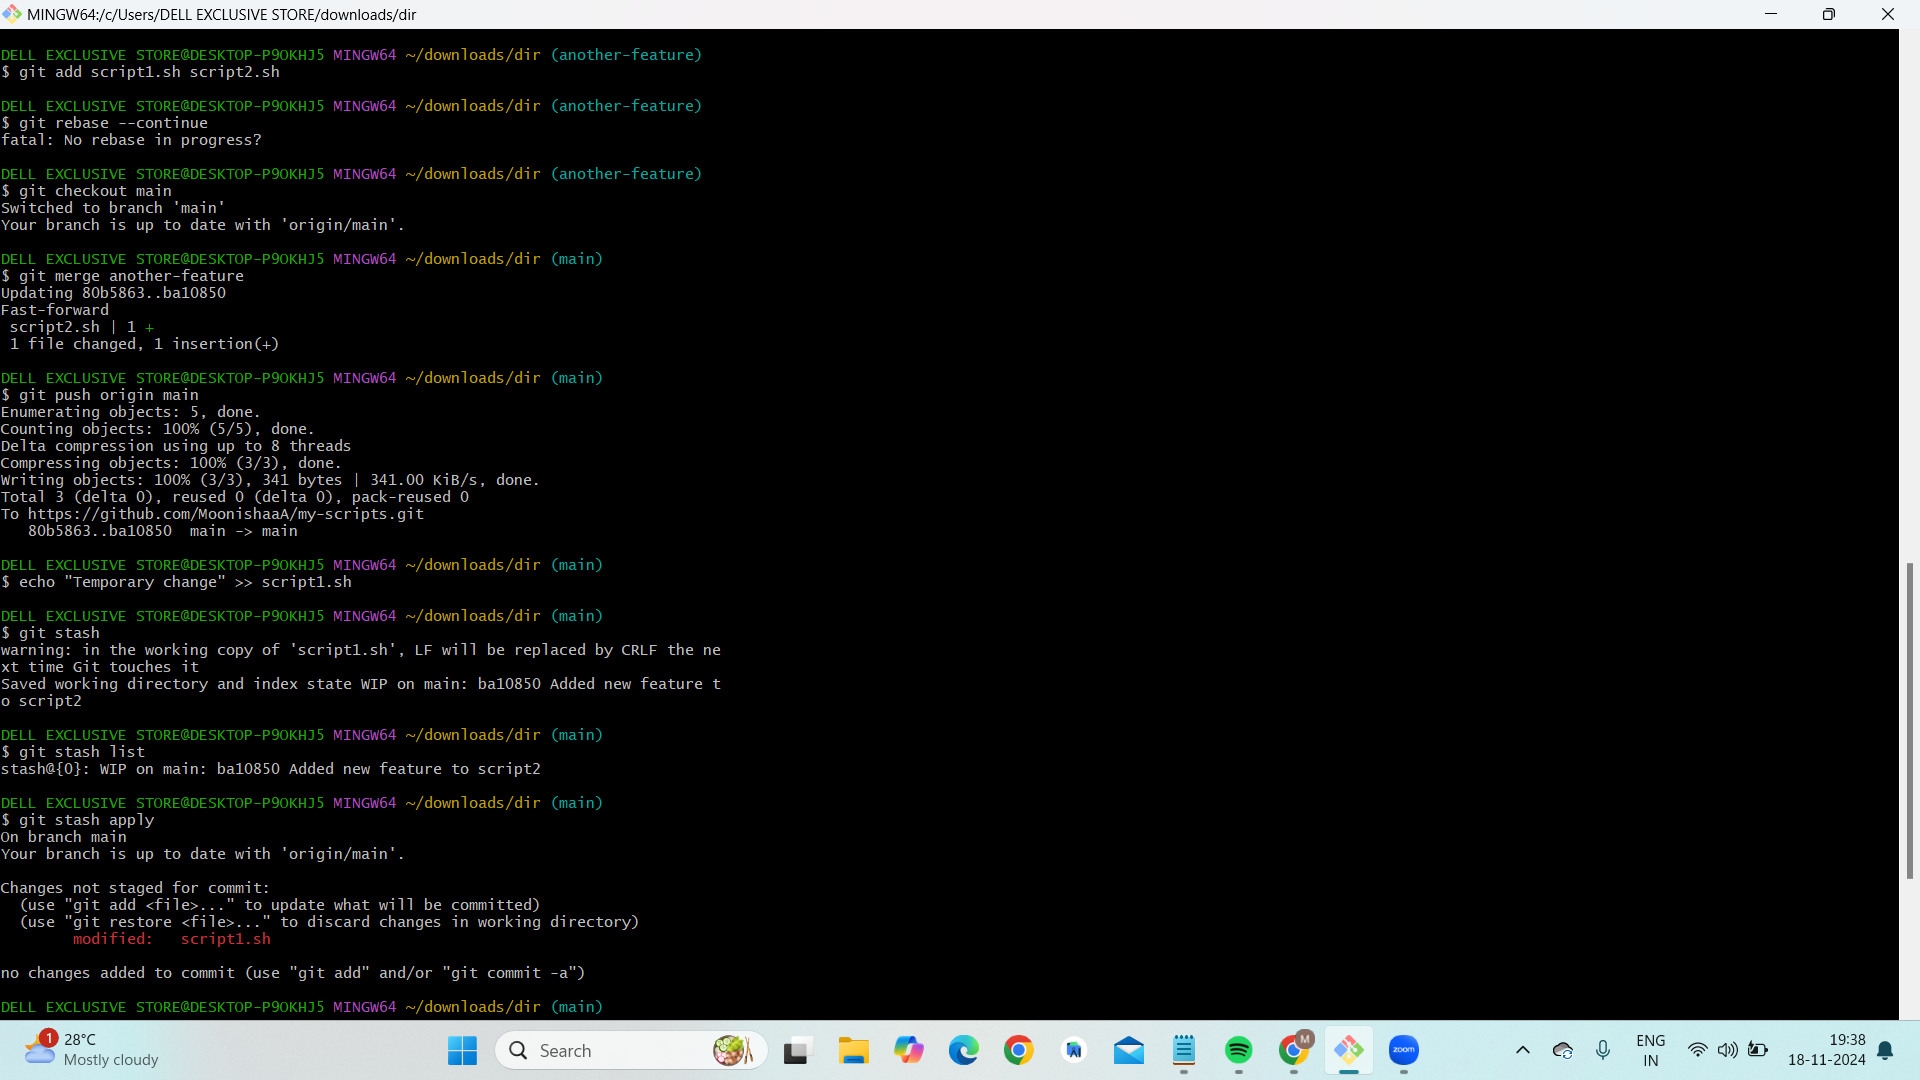 MINGW64:/c/Users/DELL EXCLUSIVE STORE/downloads/dir
DELL EXCLUSIVE STORE@DESKTOP-P9OKHJ5 MINGW64 ~/downloads/dir (another-feature)
$ git add script1.sh script2.sh
DELL EXCLUSIVE STORE@DESKTOP-P9OKHJ5 MINGW64 ~/downloads/dir (another-feature)
$ git rebase --continue
fatal: No rebase in progress?
DELL EXCLUSIVE STORE@DESKTOP-P9OKHJ5 MINGW64 ~/downloads/dir (another-feature)
$ git checkout main
Switched to branch 'main'
Your branch is up to date with 'origin/main'.
DELL EXCLUSIVE STORE@DESKTOP-P9OKHJ5 MINGW64 ~/downloads/dir (main)
$ git merge another-feature
Updating 80b5863..ba10850
Fast-forward
 script2.sh | 1 +
 1 file changed, 1 insertion(+)
DELL EXCLUSIVE STORE@DESKTOP-P9OKHJ5 MINGW64 ~/downloads/dir (main)
$ git push origin main
Enumerating objects: 5, done.
Counting objects: 100% (5/5), done.
Delta compression using up to 8 threads
Compressing objects: 100% (3/3), done.
Writing objects: 100% (3/3), 341 bytes | 341.00 KiB/s, done.
Total 3 (delta 0), reused 0 (delta 0), pack-reused 0
To https://github.com/MoonishaaA/my-scripts.git
   80b5863..ba10850  main -> main
DELL EXCLUSIVE STORE@DESKTOP-P9OKHJ5 MINGW64 ~/downloads/dir (main)
$ echo "Temporary change" >> script1.sh
DELL EXCLUSIVE STORE@DESKTOP-P9OKHJ5 MINGW64 ~/downloads/dir (main)
$ git stash
warning: in the working copy of 'script1.sh', LF will be replaced by CRLF the ne
xt time Git touches it
Saved working directory and index state WIP on main: ba10850 Added new feature t
o script2
DELL EXCLUSIVE STORE@DESKTOP-P9OKHJ5 MINGW64 ~/downloads/dir (main)
$ git stash list
stash@{0}: WIP on main: ba10850 Added new feature to script2
DELL EXCLUSIVE STORE@DESKTOP-P9OKHJ5 MINGW64 ~/downloads/dir (main)
$ git stash apply
On branch main
Your branch is up to date with 'origin/main'.
Changes not staged for commit:
  (use "git add <file>..." to update what will be committed)
  (use "git restore <file>..." to discard changes in working directory)
        modified:   script1.sh
no changes added to commit (use "git add" and/or "git commit -a")
DELL EXCLUSIVE STORE@DESKTOP-P9OKHJ5 MINGW64 ~/downloads/dir (main)
1
28°C
Mostly cloudy
Search
AI
M
zoom
ENG
IN
19:38
18-11-2024